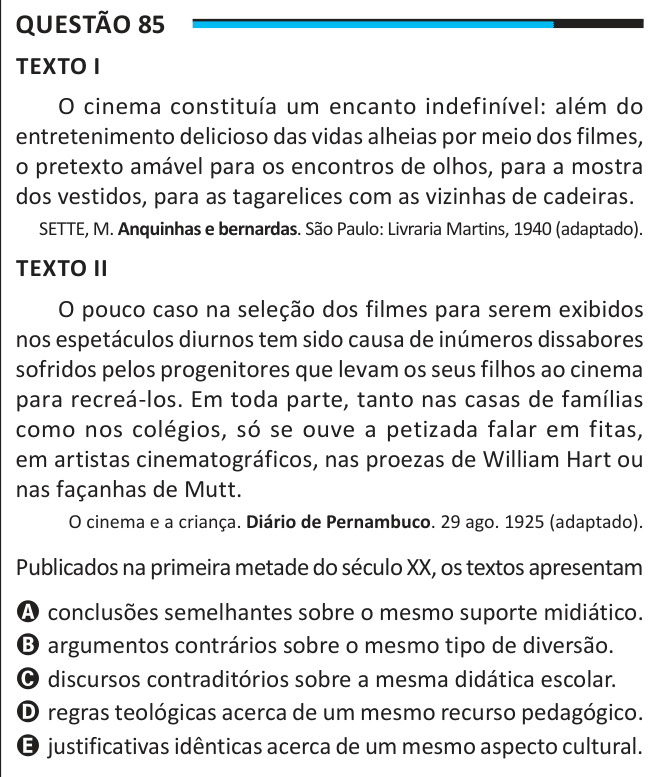 QUESTÃO 85
TEXTO I
O cinema constituía um encanto indefinível: além do
entretenimento delicioso das vidas alheias por meio dos filmes,
o pretexto amável para os encontros de olhos, para a mostra
dos vestidos, para as tagarelices com as vizinhas de cadeiras.
SETTE, M. Anquinhas e bernardas. São Paulo: Livraria Martins, 1940 (adaptado).
TEXTO II
O pouco caso na seleção dos filmes para serem exibidos
nos espetáculos diurnos tem sido causa de inúmeros dissabores
sofridos pelos progenitores que levam os seus filhos ao cinema
para recreá-los. Em toda parte, tanto nas casas de famílias
como nos colégios, só se ouve a petizada falar em fitas,
em artistas cinematográficos, nas proezas de William Hart ou
nas façanhas de Mutt.
O cinema e a criança. Diário de Pernambuco. 29 ago. 1925 (adaptado).
Publicados na primeira metade do século XX, os textos apresentam
A conclusões semelhantes sobre o mesmo suporte midiático.
B argumentos contrários sobre o mesmo tipo de diversão.
C discursos contraditórios sobre a mesma didática escolar.
D regras teológicas acerca de um mesmo recurso pedagógico.
E justificativas idênticas acerca de um mesmo aspecto cultural.